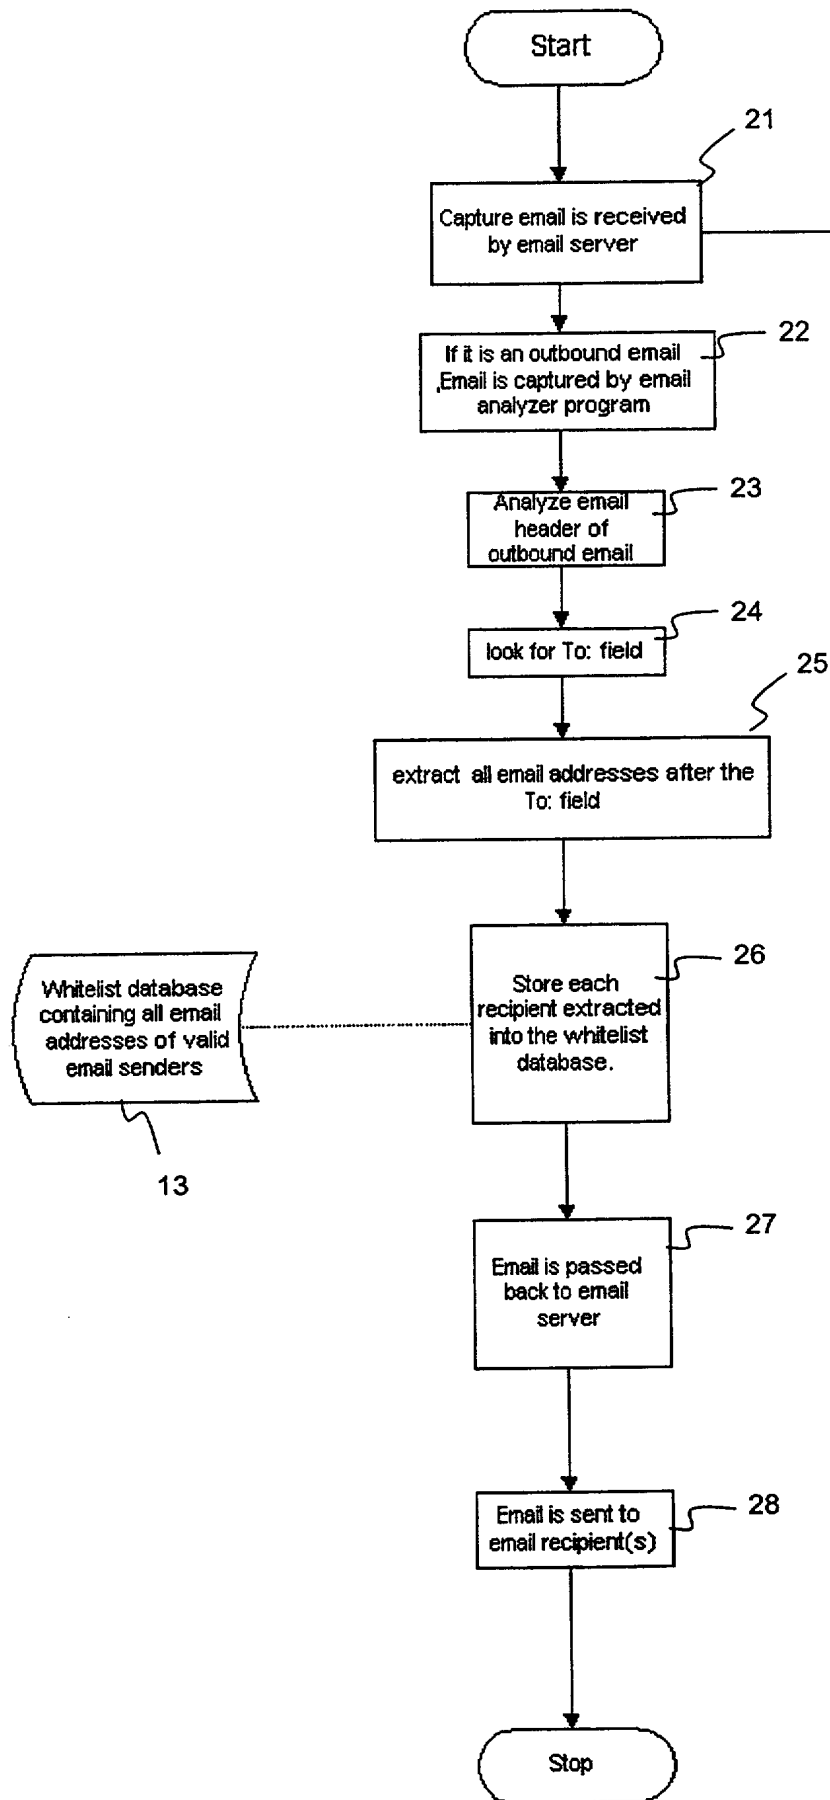 Start
21
Capture email is received
by email server
22
If it is an outbound email
,Email is captured by email
analyzer program
23
Analyze email
header of
outbound email
24
look for To: field
25
extract all email addresses after the
To: field
26
Store each
recipient extracted
into the whitelist
database.
Whitelist database
containing all email
addresses of valid
email senders
13
27
Email is passed
back to email
server
28
Email is sent to
email recipient(s)
Stop